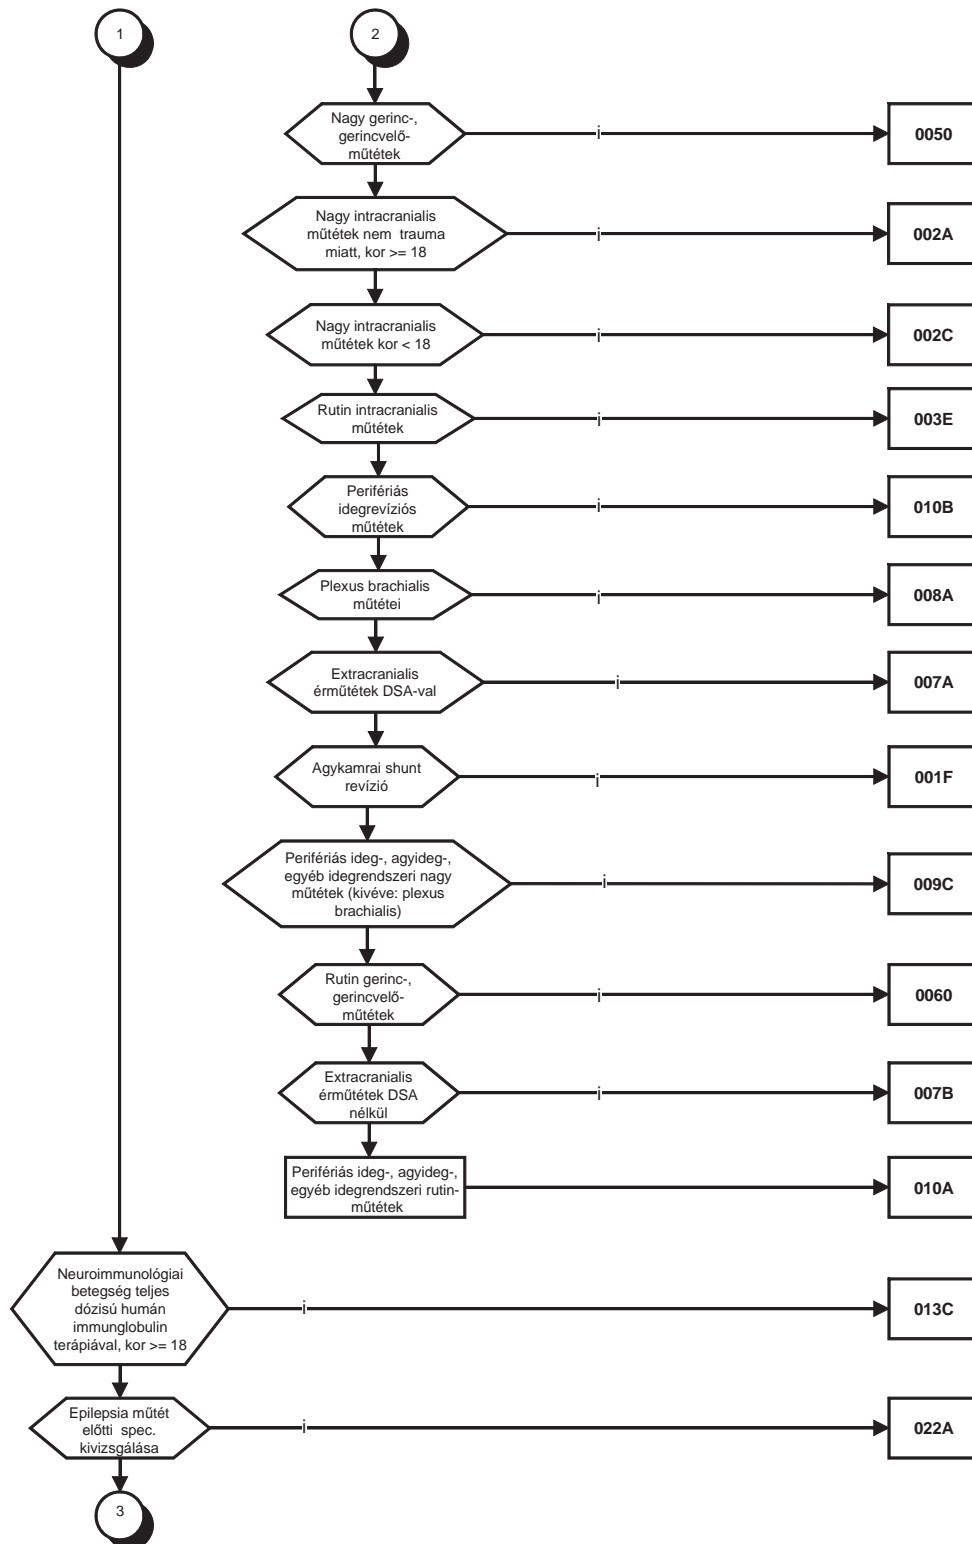 1
2
Nagy gerinc-,
gerincvelő-
műtétek
i
0050
Nagy intracranialis
műtétek nem trauma
miatt, kor >= 18
i
002A
Nagy intracranialis
műtétek kor < 18
i
002C
Rutin intracranialis
műtétek
i
003E
Perifériás
idegrevíziós
műtétek
i
010B
Plexus brachialis
műtétei
i
008A
Extracranialis
érműtétek DSA-val
i
007A
Agykamrai shunt
revízió
i
001F
Perifériás ideg-, agyideg-,
egyéb idegrendszeri nagy
műtétek (kivéve: plexus
brachialis)
i
009C
Rutin gerinc-,
gerincvelő-
műtétek
i
0060
Extracranialis
érműtétek DSA
nélkül
i
007B
Perifériás ideg-, agyideg-,
egyéb idegrendszeri rutin-
műtétek
010A
Neuroimmunológiai
betegség teljes
dózisú humán
immunglobulin
terápiával, kor >= 18
i
013C
Epilepsia műtét
előtti spec.
kivizsgálása
i
022A
3